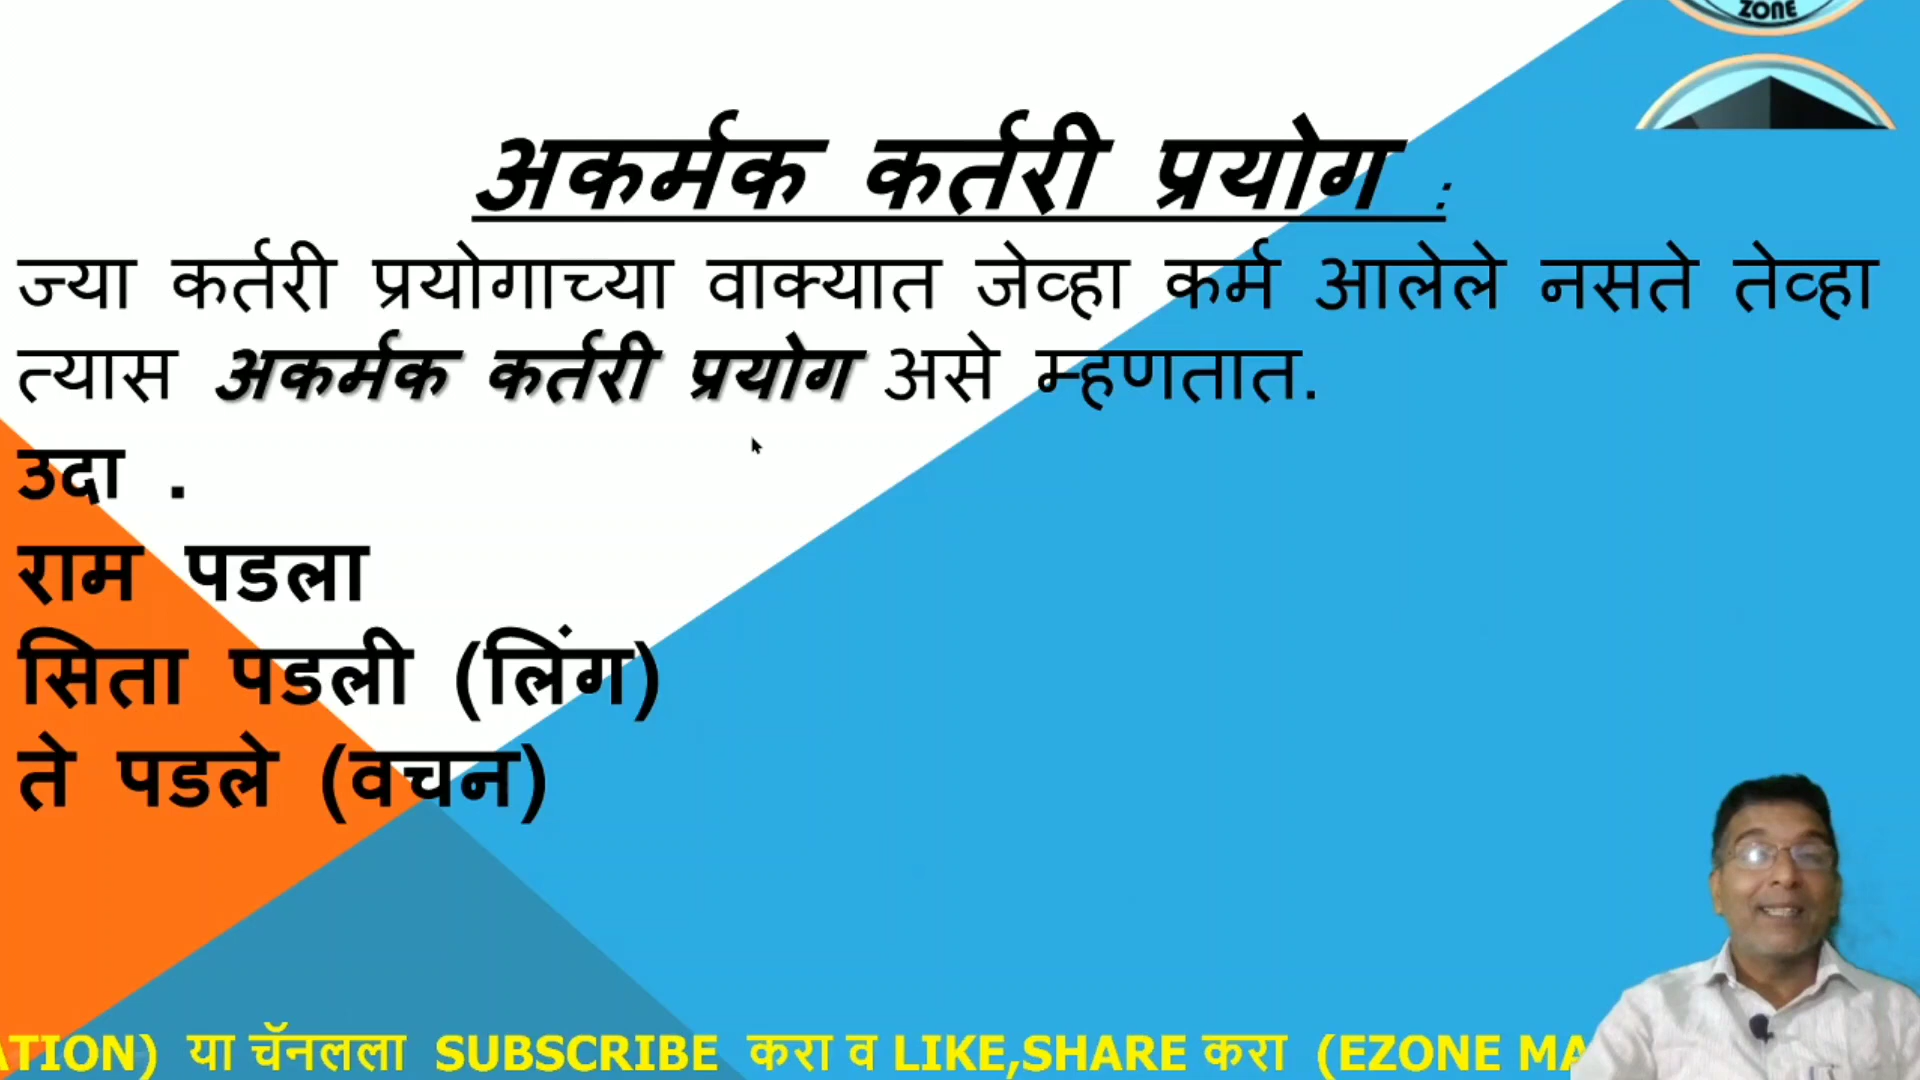 ZONE
अकर्मक कर्तरी प्रयोग :
ज्या कर्तरी प्रयोगाच्या वाक्यात जेव्हा कर्म आलेले नसते तेव्हा
त्यास अकर्मक कर्तरी प्रयोग असे म्हणतात.
उदा .
राम पडला
सिता पडली (लिंग)
ते पडले (वचन)
ATION) या चॅनलला SUBSCRIBE करा व LIKE,SHARE करा (EZONE MA